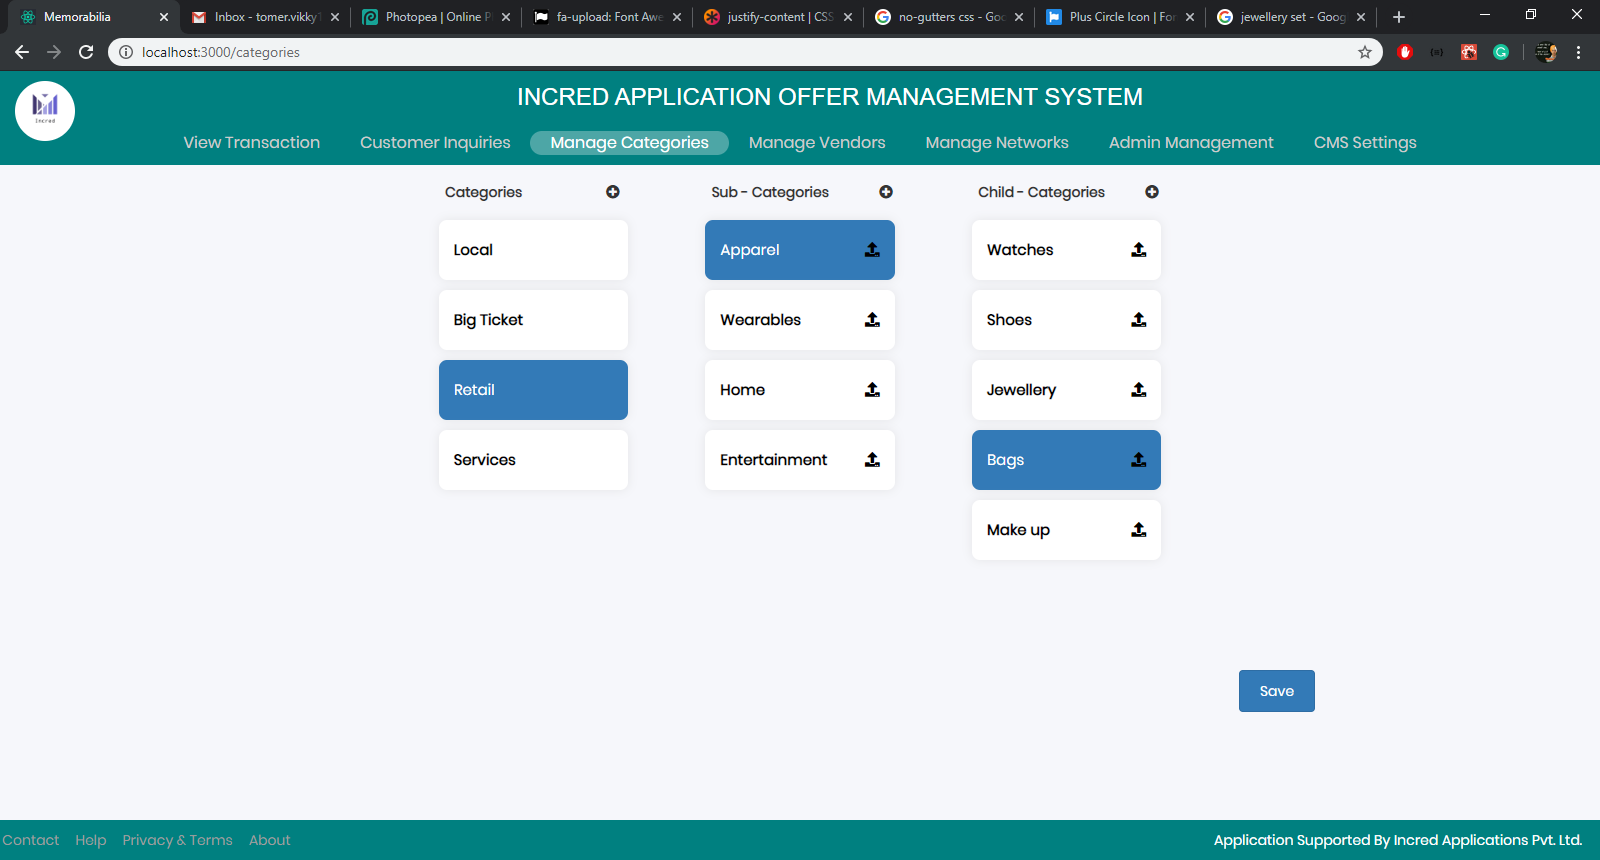 Memorabilia
Inbox - tomer.vikky1
Photopea | Online P
fa-upload: Font Awe
justify-content | CSS
no-gutters css - Goo
Plus Circle Icon | Fon
jewellery set - Goog
localhost:3000/categories
Incred
INCRED APPLICATION OFFER MANAGEMENT SYSTEM
View Transaction Customer Inquiries Manage Categories Manage Vendors Manage Networks Admin Management CMS Settings
Categories Sub - Categories Child - Categories
Local Apparel Watches
Big Ticket Wearables Shoes
Retail Home Jewellery
Services Entertainment Bags
Make up
Save
Contact Help Privacy & Terms About Application Supported By Incred Applications Pvt. Ltd.